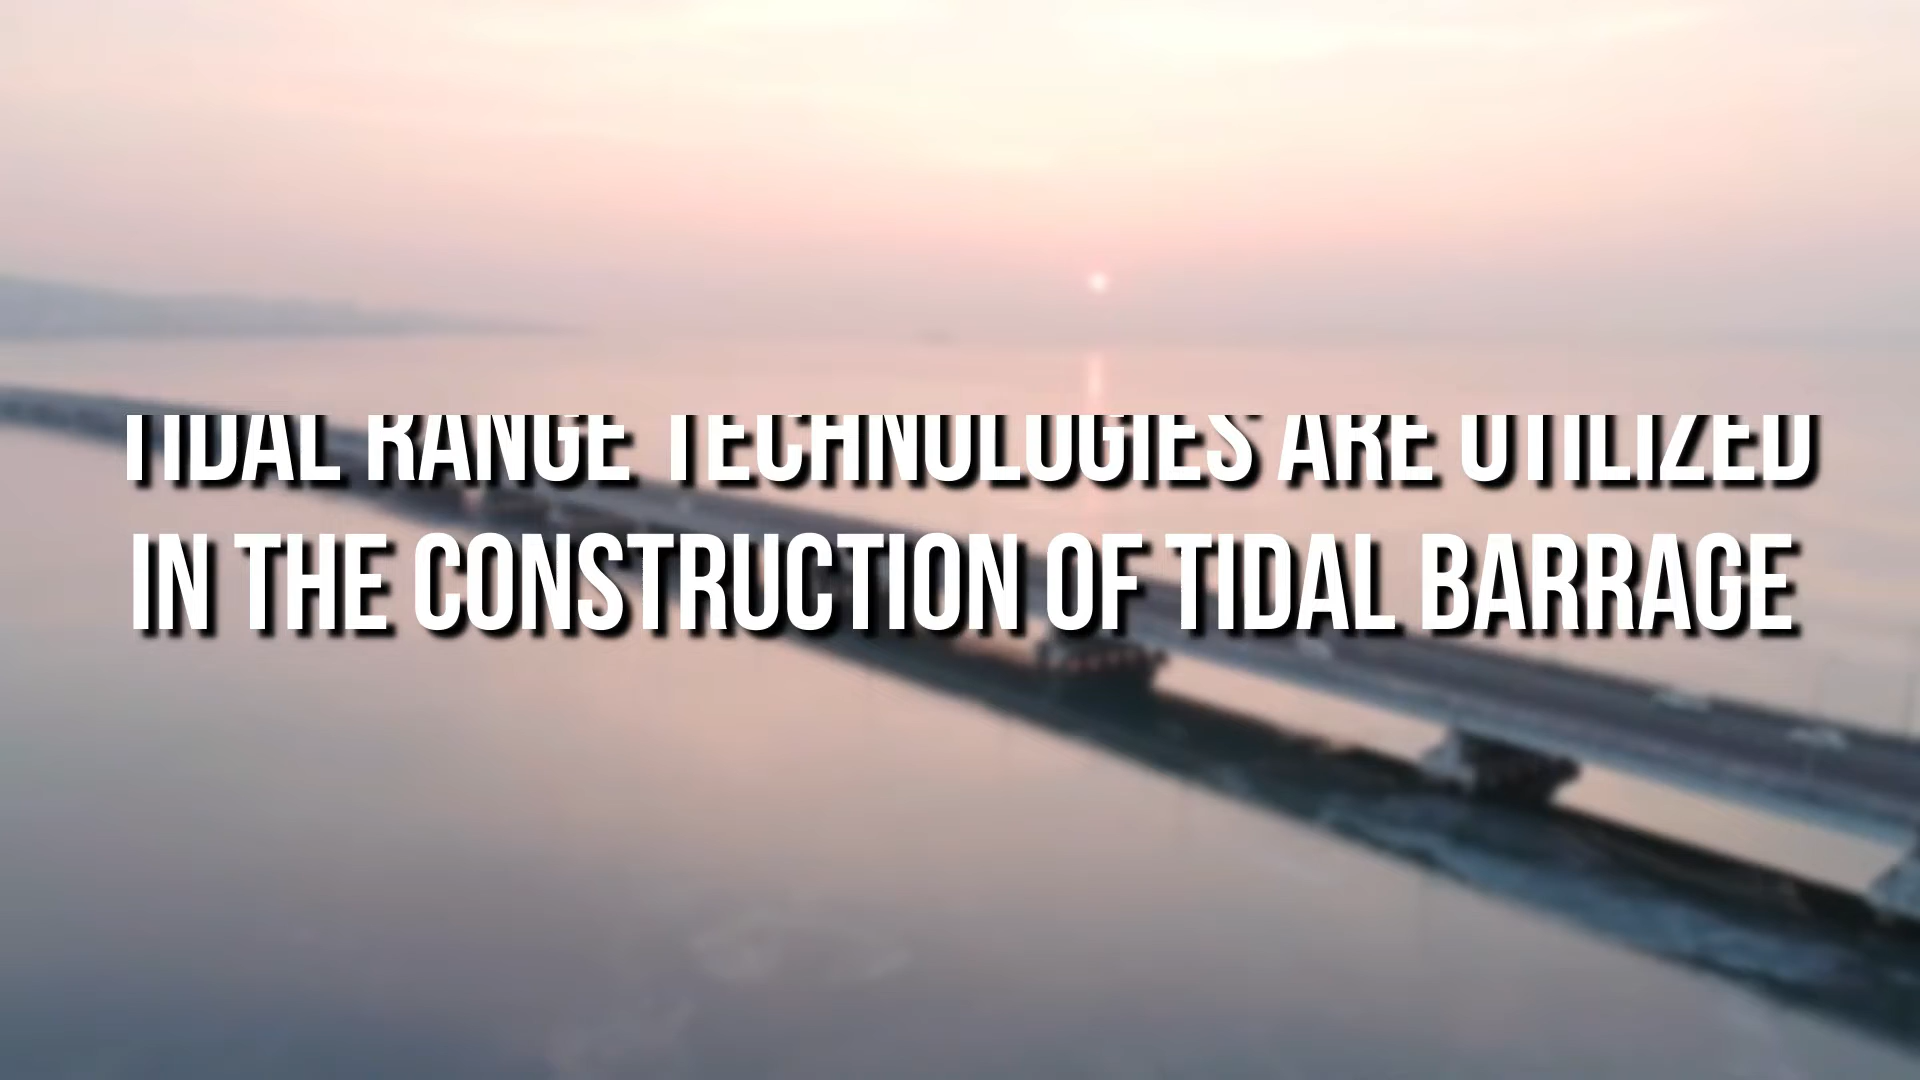 TIDAL RANGE TECHNOLOGIES ARE UTILIZED
IN THE CONSTRUCTION OF TIDAL BARRAGE